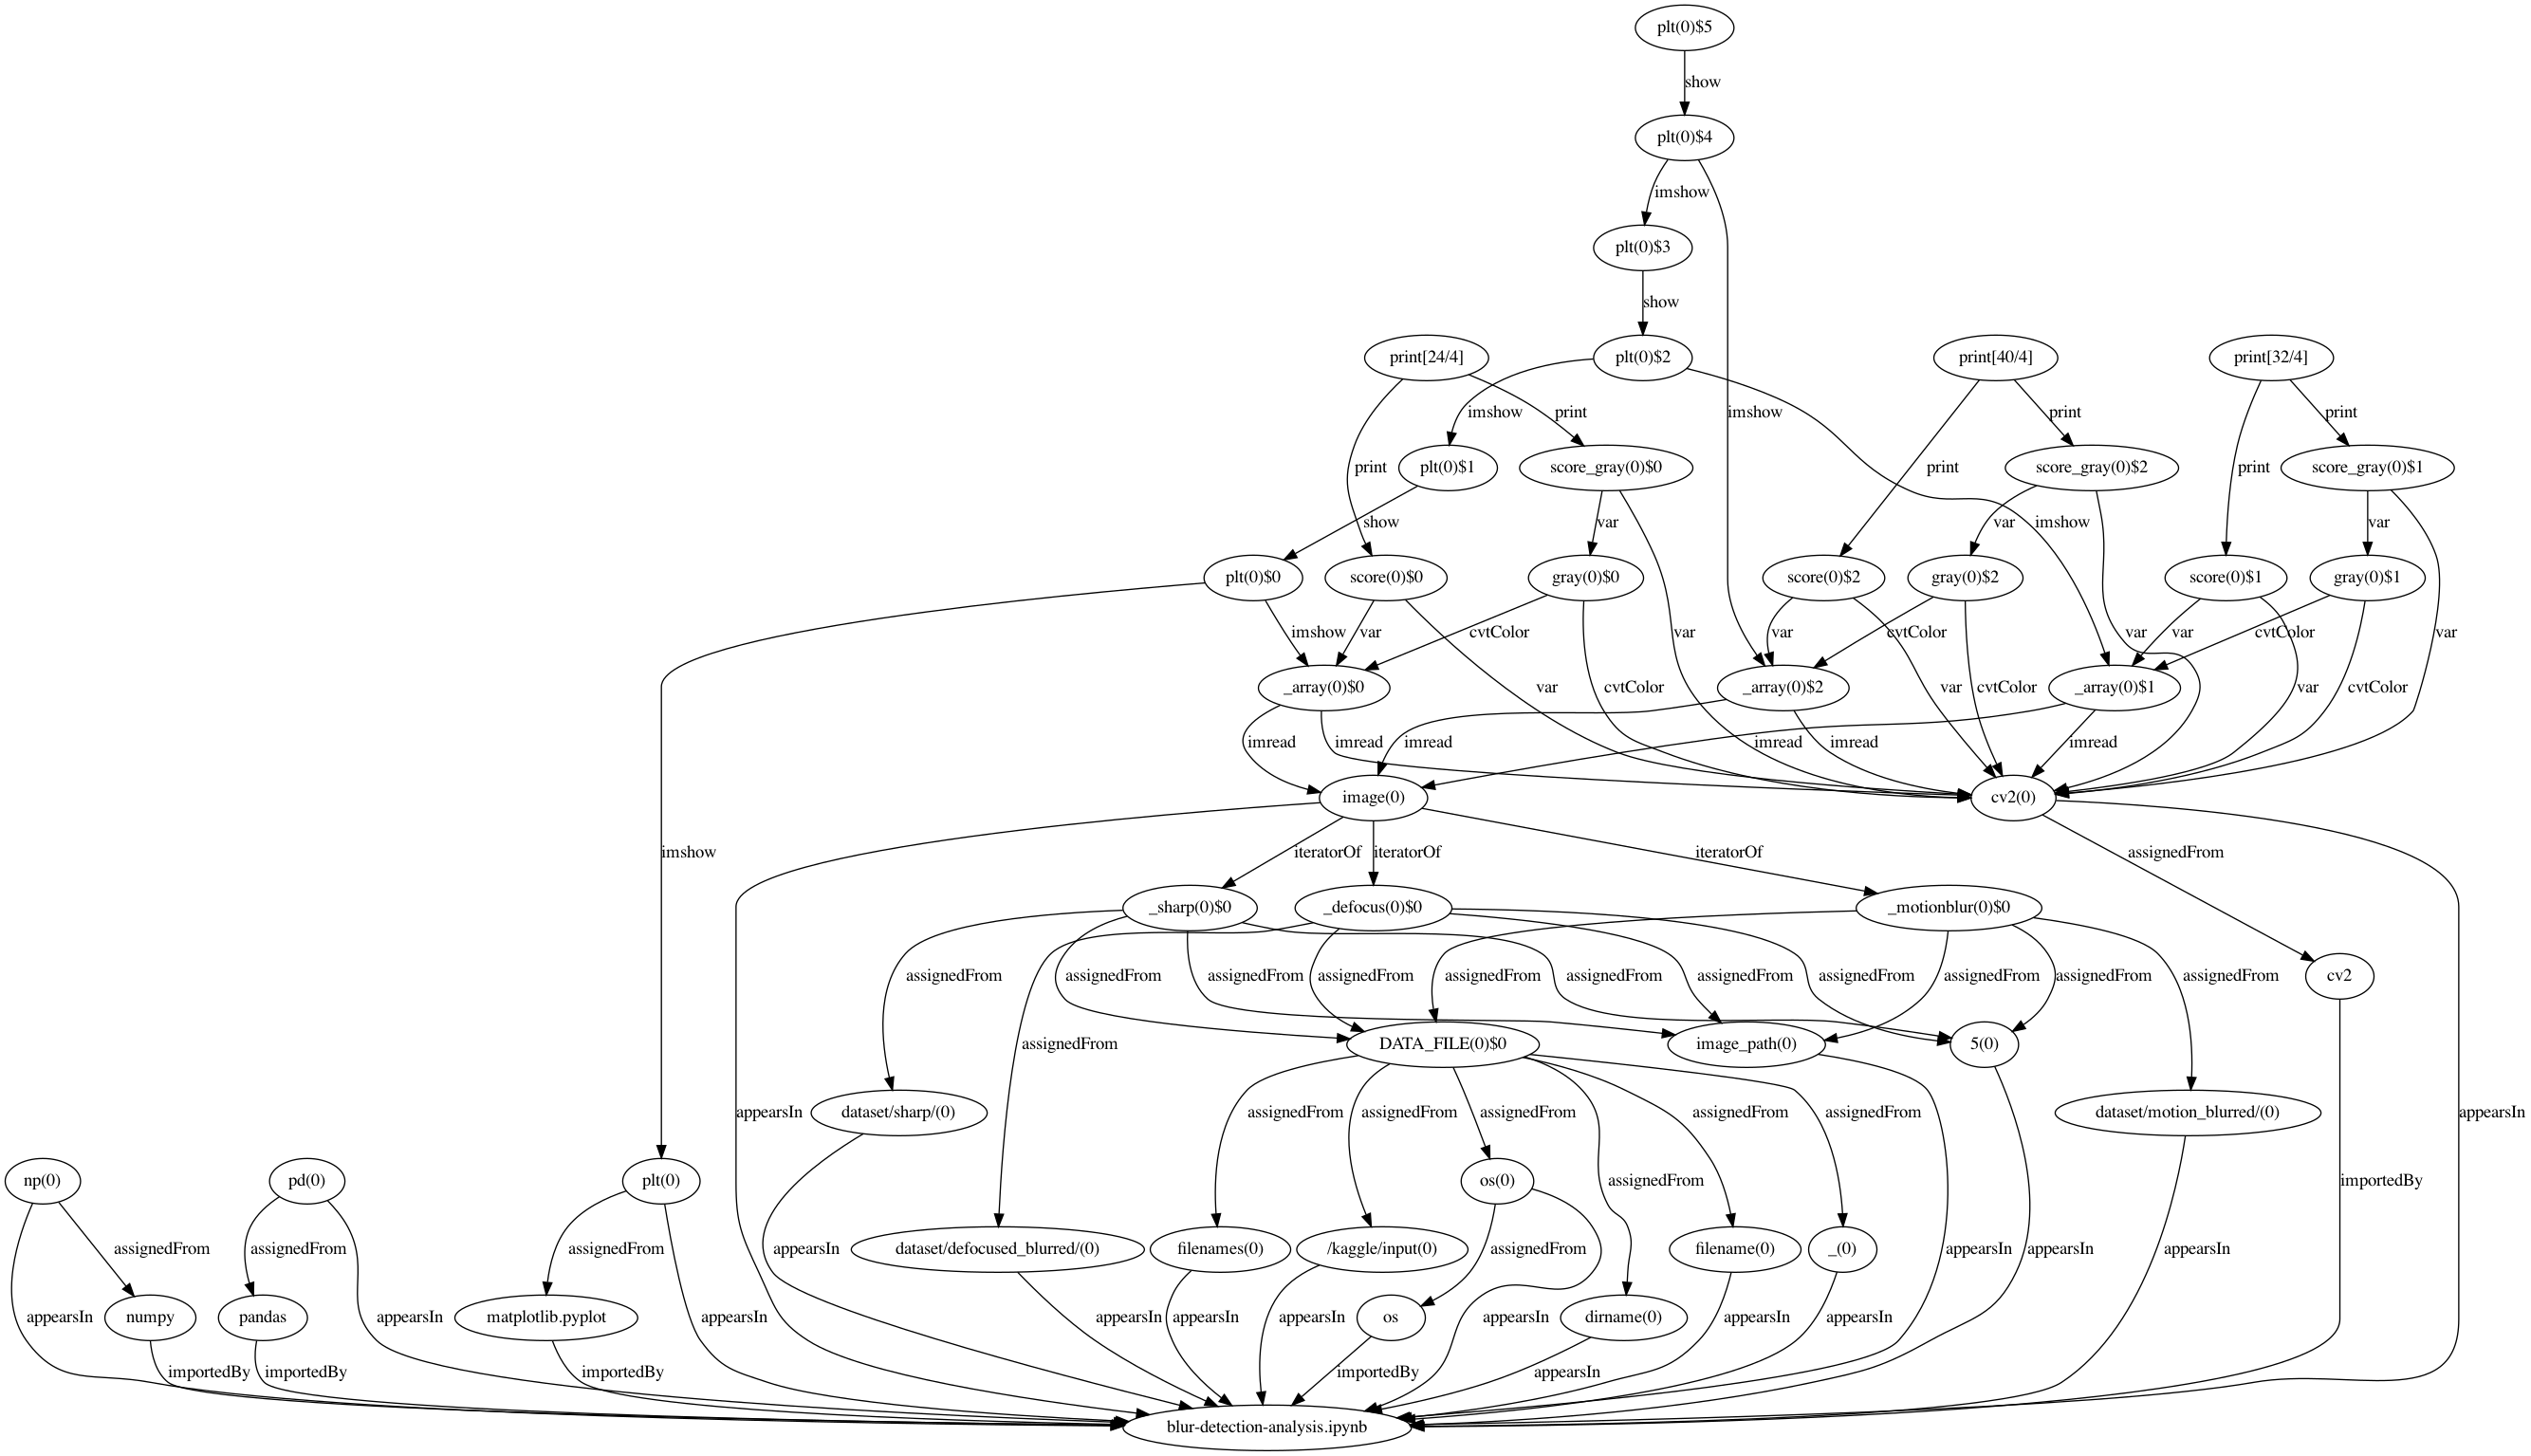 plt(0)$5
show
plt(0)$4
imshow
plt(0)$3
show
print[24/4]
plt(0)$2
print[40/4]
print[32/4]
imshow
print
imshow
print
print
print
plt(0)$1
score_gray(0)$0
print
score_gray(0)$2
print
score_gray(0)$1
show
var
var
imshow
var
plt(0)$0
score(0)$0
gray(0)$0
score(0)$2
gray(0)$2
score(0)$1
gray(0)$1
imshow
var
cvtColor
var
var
cvtColor
var
var
cvtColor
var
_array(0)$0
var
cvtColor
_array(0)$2
var
cvtColor
_array(0)$1
var
cvtColor
imread
imread
imread
imread
imread
imread
image(0)
cv2(0)
imshow
iteratorOf
iteratorOf
iteratorOf
assignedFrom
_sharp(0)$0
_defocus(0)$0
_motionblur(0)$0
assignedFrom
assignedFrom
assignedFrom
assignedFrom
assignedFrom
assignedFrom
assignedFrom
assignedFrom
assignedFrom
assignedFrom
assignedFrom
cv2
assignedFrom
DATA_FILE(0)$0
image_path(0)
5(0)
appearsIn
dataset/sharp/(0)
assignedFrom
assignedFrom
assignedFrom
assignedFrom
assignedFrom
dataset/motion_blurred/(0)
appearsIn
np(0)
pd(0)
plt(0)
os(0)
assignedFrom
importedBy
assignedFrom
assignedFrom
assignedFrom
appearsIn
dataset/defocused_blurred/(0)
filenames(0)
/kaggle/input(0)
assignedFrom
filename(0)
_(0)
appearsIn
appearsIn
appearsIn
appearsIn
numpy
pandas
appearsIn
matplotlib.pyplot
appearsIn
appearsIn
appearsIn
appearsIn
os
appearsIn
dirname(0)
appearsIn
appearsIn
importedBy
importedBy
importedBy
importedBy
appearsIn
blur-detection-analysis.ipynb